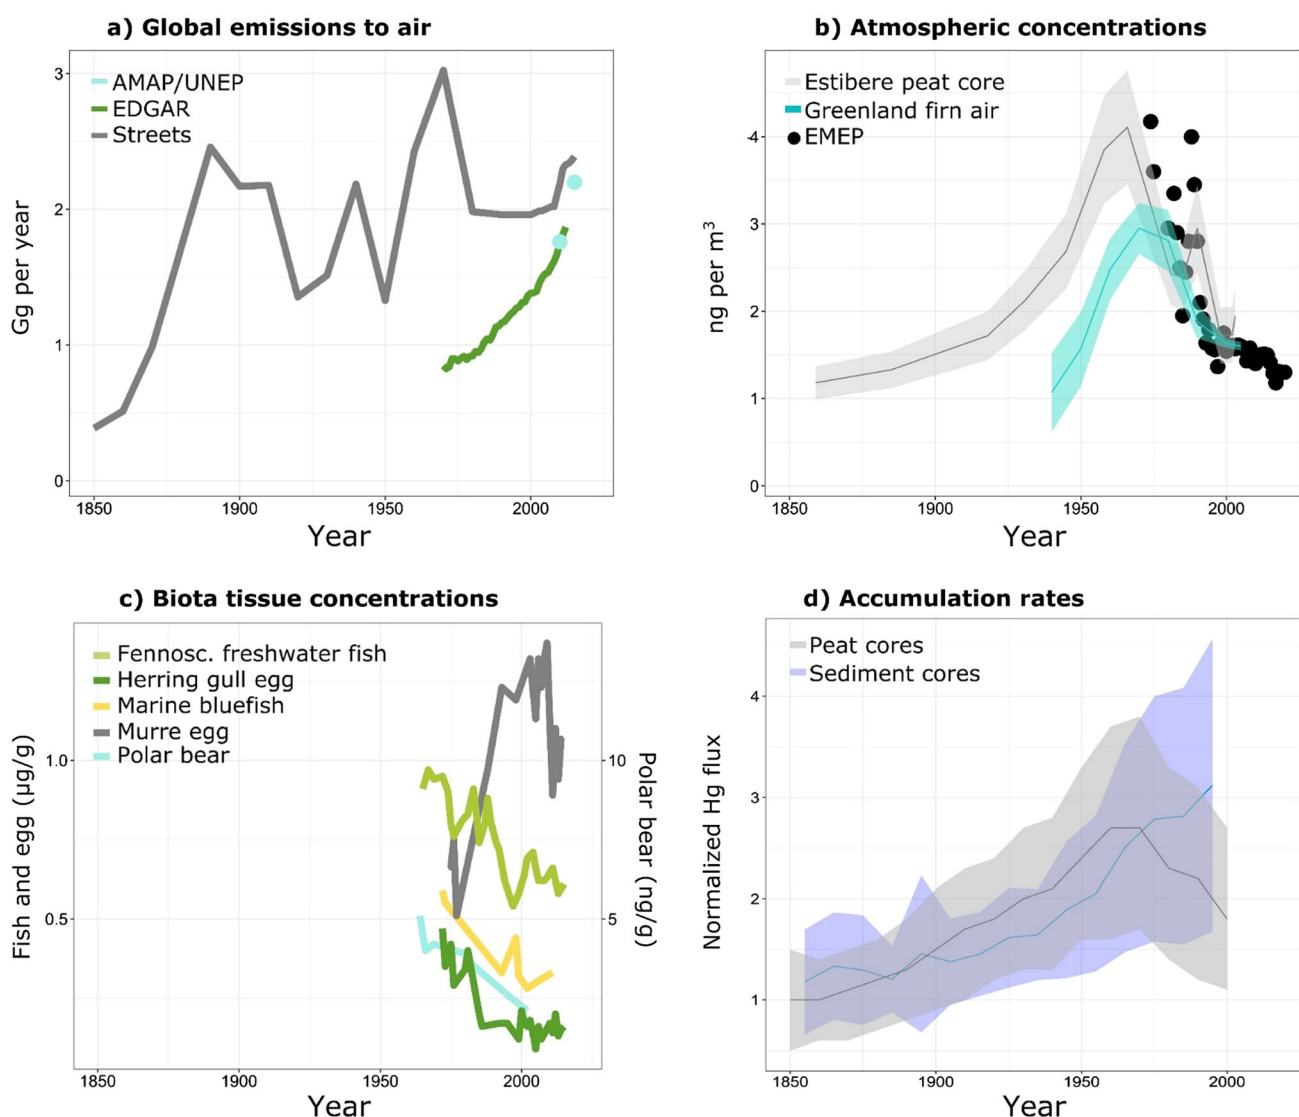 a) Global emissions to air
AMAP/UNEP
EDGAR
Streets
Gg per year
3
2
1
0
1850 1900 1950 2000
Year
b) Atmospheric concentrations
Estibere peat core
Greenland firn air
EMEP
ng per m³
4
3
2
1
0
1850 1900 1950 2000
Year
c) Biota tissue concentrations
Fennosc. freshwater fish
Herring gull egg
Marine bluefish
Murre egg
Polar bear
Fish and egg (µg/g)
1.0
0.5
10
5
Polar bear (ng/g)
1850 1900 1950 2000
Year
d) Accumulation rates
Peat cores
Sediment cores
Normalized Hg flux
4
3
2
1
1850 1900 1950 2000
Year